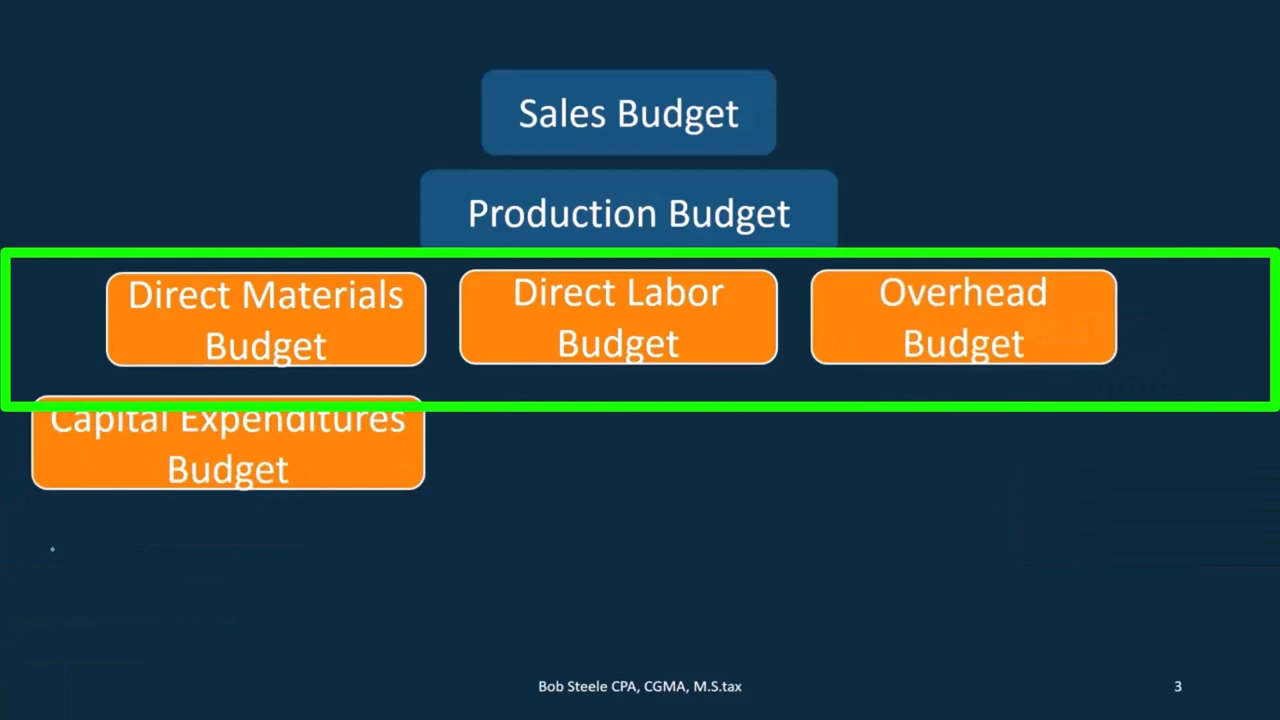 Sales Budget
Production Budget
Direct Materials
Budget
Direct Labor
Budget
Overhead
Budget
Capital Expenditures
Budget
Bob Steele CPA, CGMA, M.S.tax
3